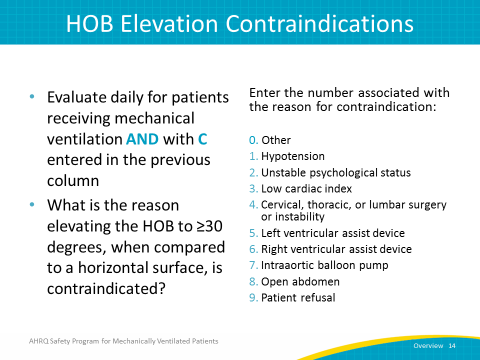 HOB Elevation Contraindications
• Evaluate daily for patients
receiving mechanical
ventilation AND with C
entered in the previous
column
• What is the reason
elevating the HOB to ≥30
degrees, when compared
to a horizontal surface, is
contraindicated?
Enter the number associated with
the reason for contraindication:
0. Other
1. Hypotension
2. Unstable psychological status
3. Low cardiac index
4. Cervical, thoracic, or lumbar surgery
or instability
5. Left ventricular assist device
6. Right ventricular assist device
7. Intraaortic balloon pump
8. Open abdomen
9. Patient refusal
AHRQ Safety Program for Mechanically Ventilated Patients
Overview 14